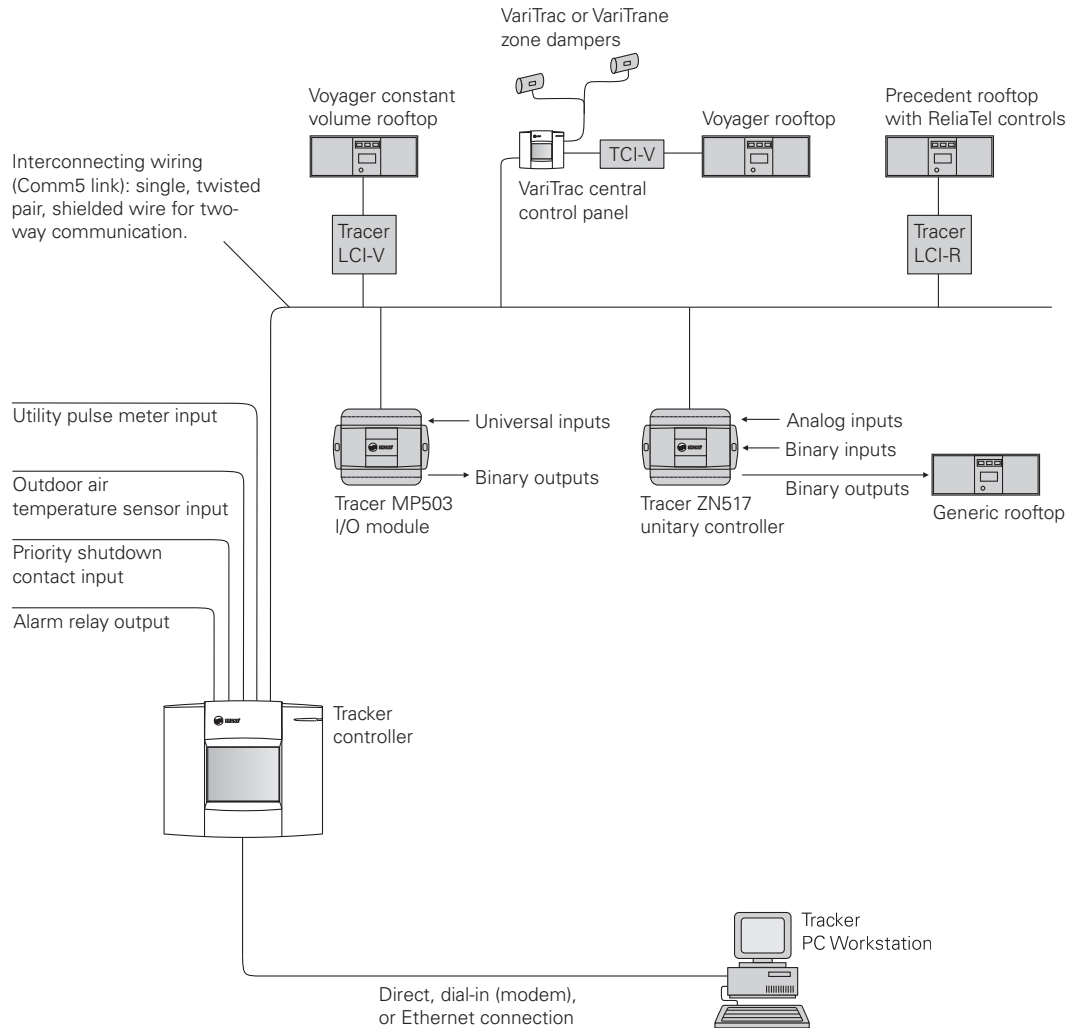 VariTrac or VariTrane
zone dampers
Voyager constant
volume rooftop
Voyager rooftop
Precedent rooftop
with ReliaTel controls
Interconnecting wiring
(Comm5 link): single, twisted
pair, shielded wire for two-
way communication.
TCI-V
VariTrac central
control panel
Tracer
LCI-V
Tracer
LCI-R
Utility pulse meter input
Universal inputs
Binary outputs
Tracer MP503
I/O module
Analog inputs
Binary inputs
Binary outputs
Tracer ZN517
unitary controller
Generic rooftop
Outdoor air
temperature sensor input
Priority shutdown
contact input
Alarm relay output
Tracker
controller
Tracker
PC Workstation
Direct, dial-in (modem),
or Ethernet connection